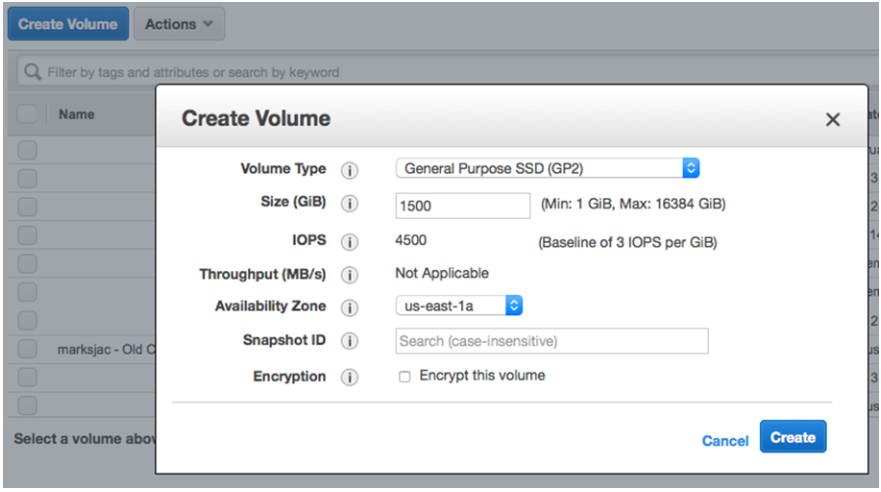 Create Volume Actions
Filter by tags and attributes or search by keyword
Name
Create Volume
Volume Type General Purpose SSD (GP2)
Size (GiB) 1500 (Min: 1 GiB, Max: 16384 GiB)
IOPS 4500 (Baseline of 3 IOPS per GiB)
Throughput (MB/s) Not Applicable
Availability Zone us-east-1a
Snapshot ID Search (case-insensitive)
Encryption Encrypt this volume
marksjac - Old C
Select a volume abov
Cancel Create